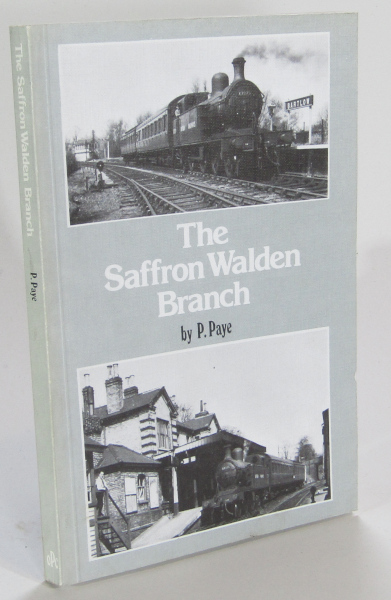 The Saffron Walden Branch
P. Paye
BARTLOW
The
Saffron Walden
Branch
by P. Paye